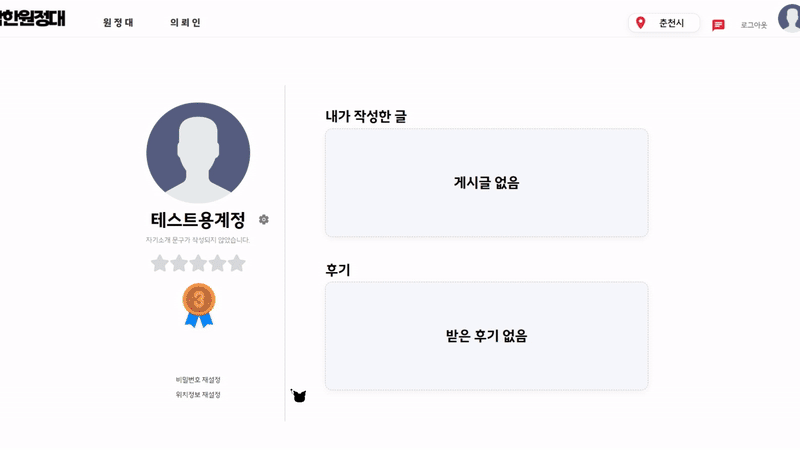 한원정대
원정대
의뢰인
춘천시
로그아웃
내가 작성한 글
게시글 없음
테스트용계정
자기소개 문구가 작성되지 않았습니다.
3
후기
받은 후기 없음
비밀번호 재설정
위치정보 재설정